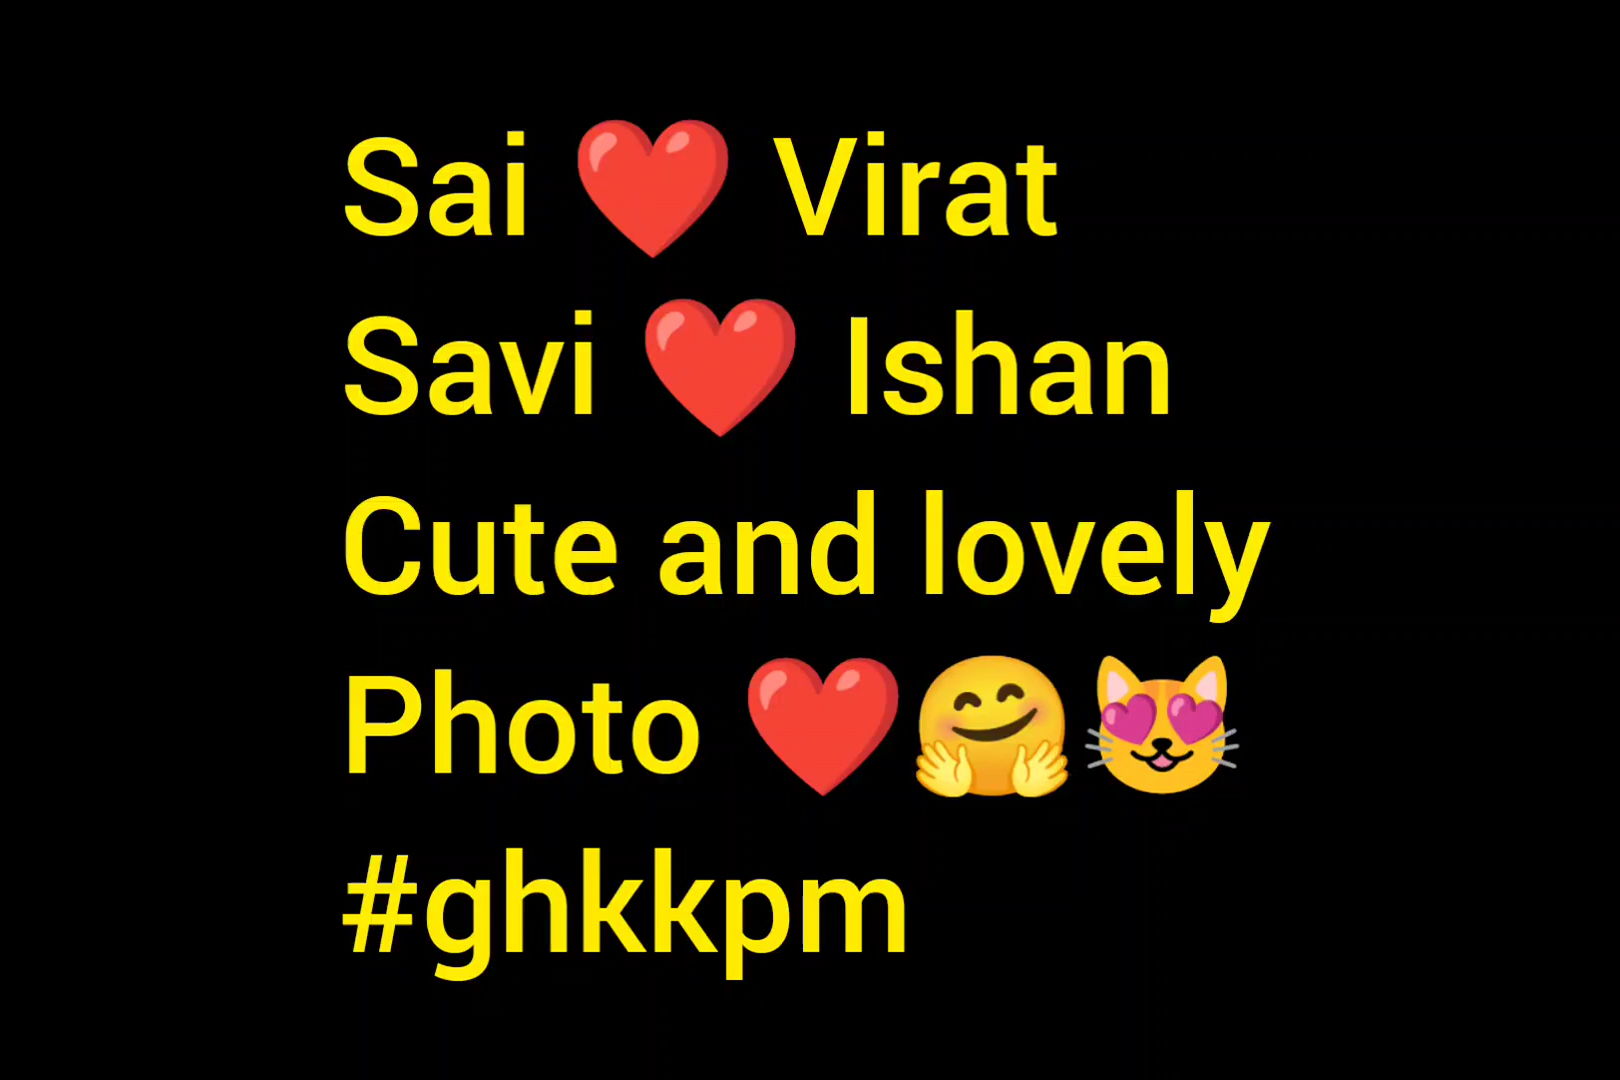 Sai ❤️ Virat
Savi ❤️ Ishan
Cute and lovely
Photo ❤️🤗😻
#ghkkpm